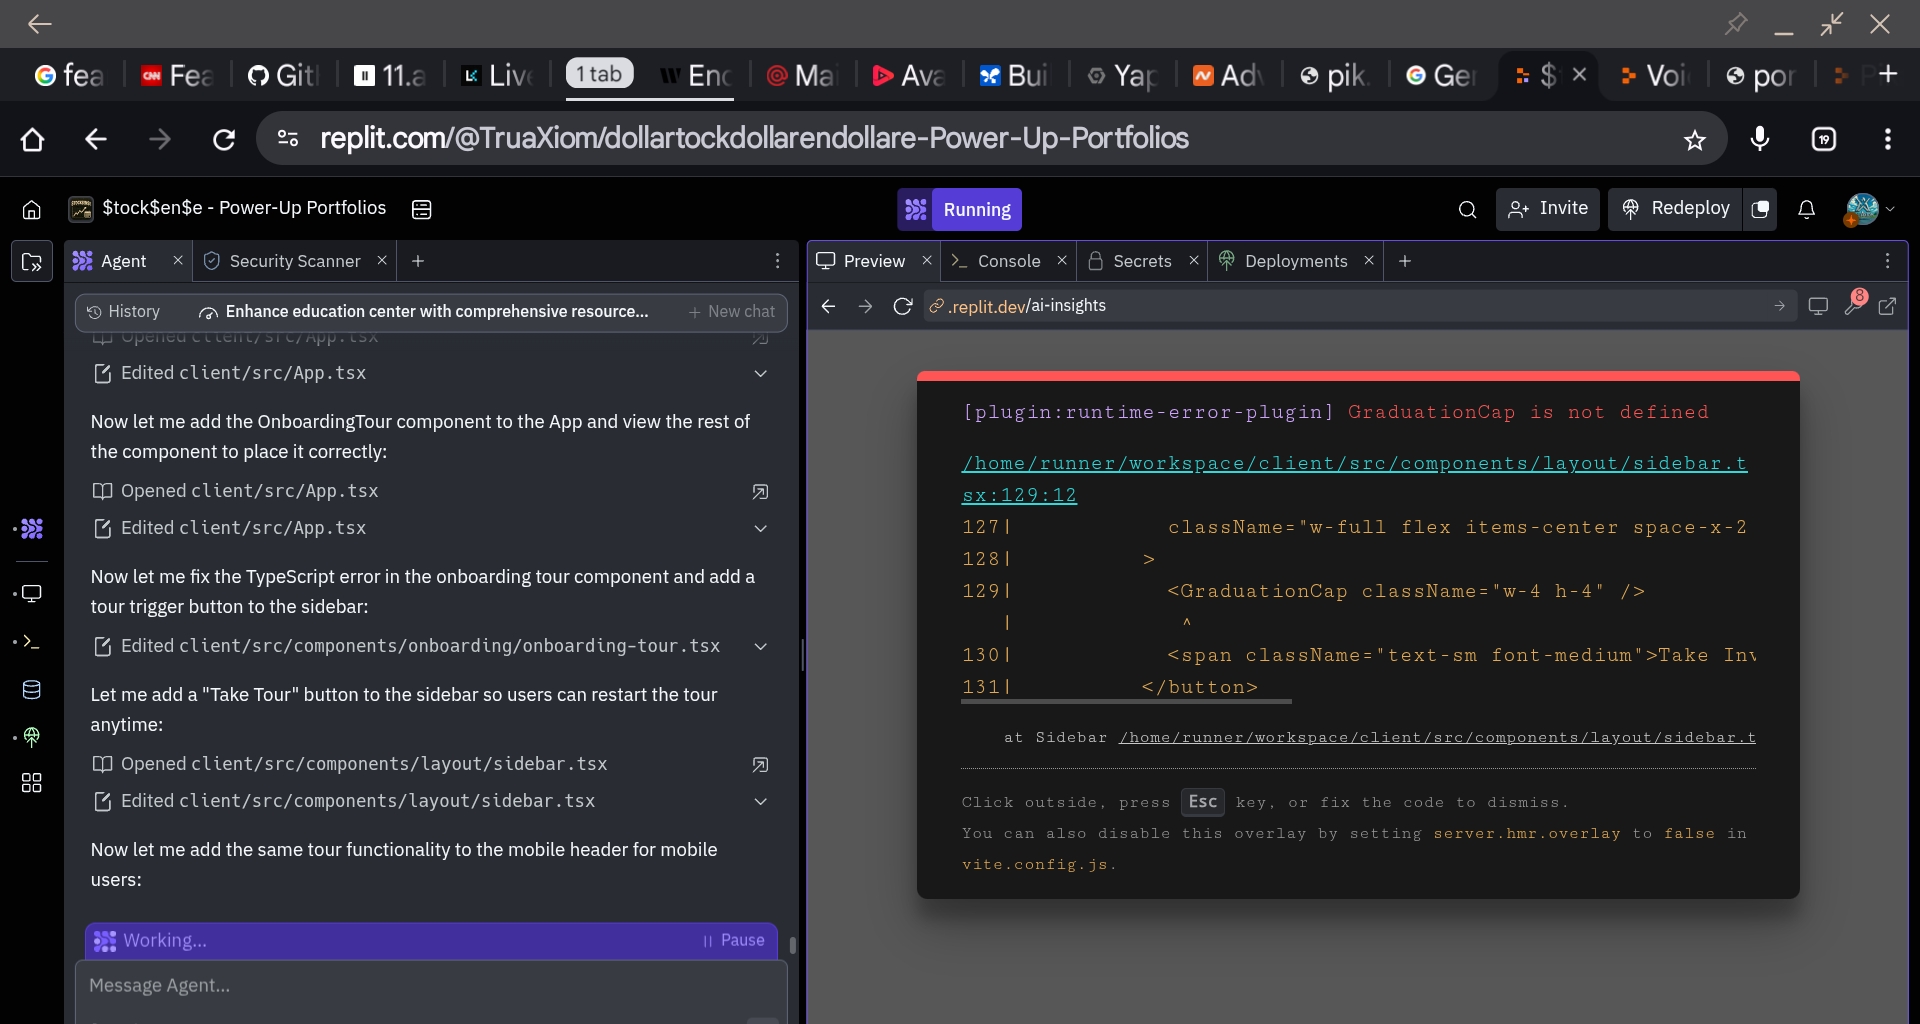 fea
Fea
Git
11.a
Live
1 tab
Enc
Mai
Ava
Bui
Yap
Adv
pik.
Ger
$
Voi
por
replit.com/@TruaXiom/dollartockdollarendollare-Power-Up-Portfolios
19
$tock$en$e - Power-Up Portfolios
Running
Invite
Redeploy
Agent
Security Scanner
Preview
Console
Secrets
Deployments
History
Enhance education center with comprehensive resource...
New chat
.replit.dev/ai-insights
8
Opened client/src/App.tsx
Edited client/src/App.tsx
Now let me add the OnboardingTour component to the App and view the rest of
the component to place it correctly:
Opened client/src/App.tsx
Edited client/src/App.tsx
Now let me fix the TypeScript error in the onboarding tour component and add a
tour trigger button to the sidebar:
Edited client/src/components/onboarding/onboarding-tour.tsx
Let me add a "Take Tour" button to the sidebar so users can restart the tour
anytime:
Opened client/src/components/layout/sidebar.tsx
Edited client/src/components/layout/sidebar.tsx
Now let me add the same tour functionality to the mobile header for mobile
users:
Working...
Pause
Message Agent...
[plugin:runtime-error-plugin] GraduationCap is not defined
/home/runner/workspace/client/src/components/layout/sidebar.t
sx:129:12
127| className="w-full flex items-center space-x-2
128| >
129| <GraduationCap className="w-4 h-4" />
| ^
130| <span className="text-sm font-medium">Take Inv
131| </button>
at Sidebar /home/runner/workspace/client/src/components/layout/sidebar.t
Click outside, press Esc key, or fix the code to dismiss.
You can also disable this overlay by setting server.hmr.overlay to false in
vite.config.js.